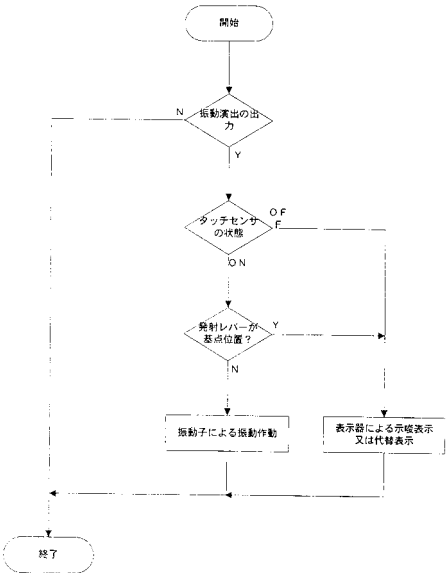 開始
振動演出の出
力
N
Y
タッチセンサ
の状態
OF
F
ON
発射レバーが
基点位置？
Y
N
振動子による振動作動
表示器による示唆表示
又は代替表示
終了